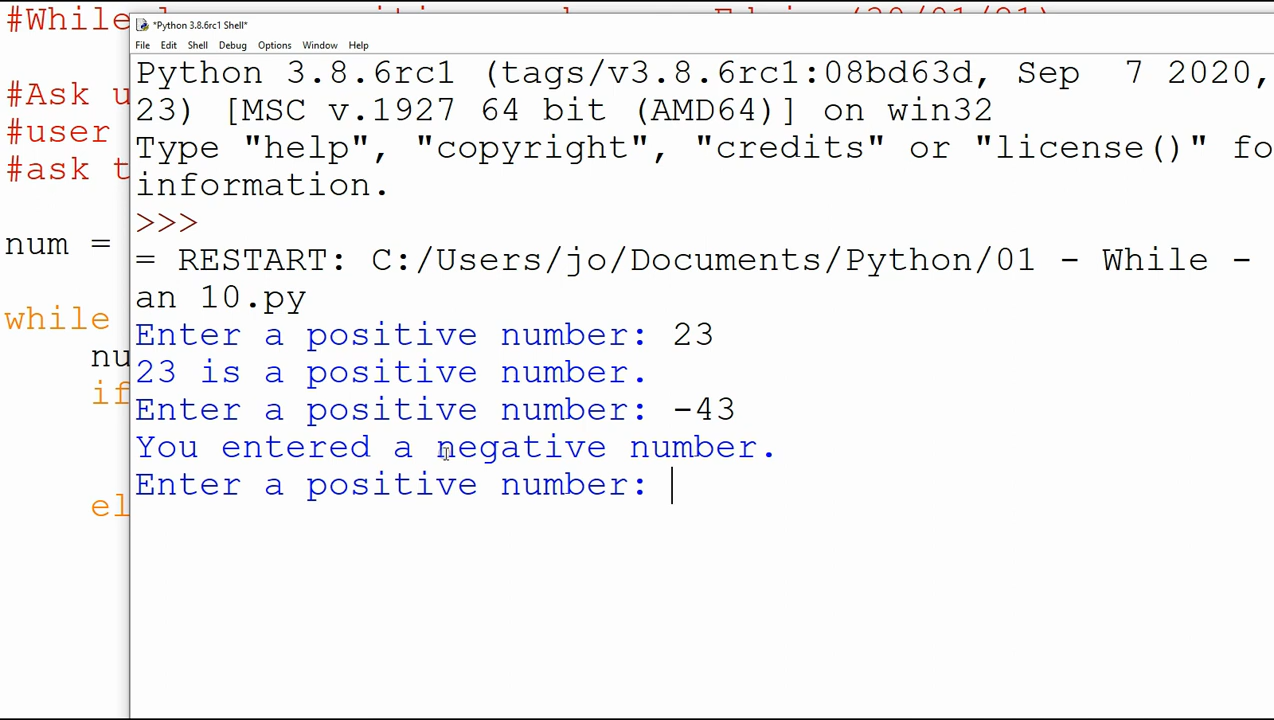 *Python 3.8.6rc1 Shell*
File Edit Shell Debug Options Window Help
#While
Python 3.8.6rc1 (tags/v3.8.6rc1:08bd63d, Sep 7 2020,
#Ask
23) [MSC v.1927 64 bit (AMD64)] on win32
#user
Type "help", "copyright", "credits" or "license()" fo
#ask t
information.
>>>
num =
= RESTART: C:/Users/jo/Documents/Python/01 - While -
an 10.py
while
Enter a positive number: 23
nu
23 is a positive number.
if
Enter a positive number: -43
You entered a negative number.
Enter a positive number:
el